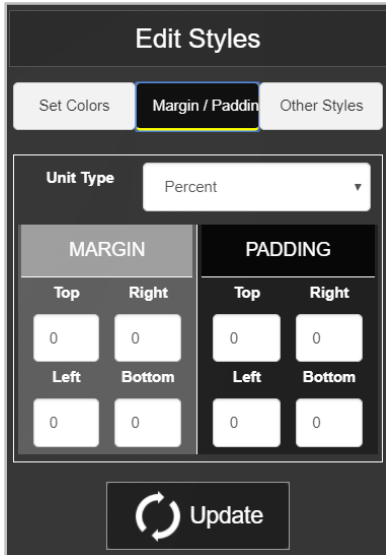 Edit Styles
Set Colors Margin / Paddin Other Styles
Unit Type Percent
MARGIN PADDING
Top Right Top Right
0 0 0 0
Left Bottom Left Bottom
0 0 0 0
Update